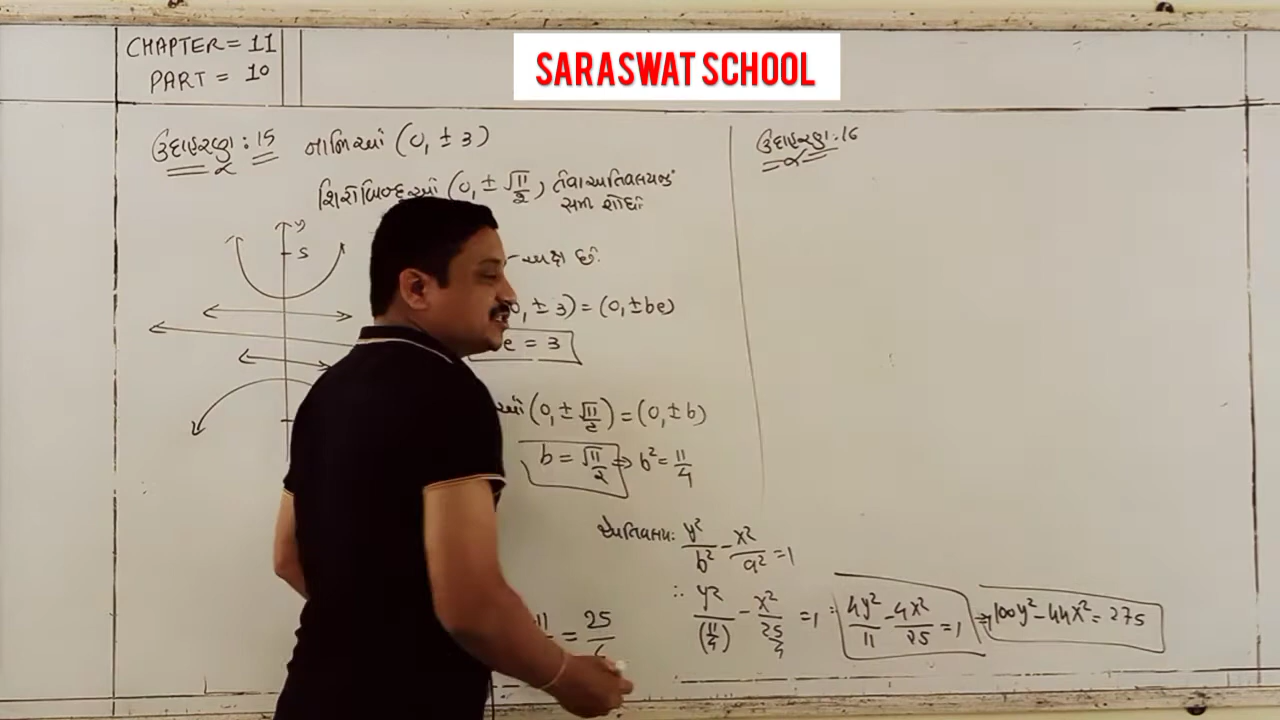 CHAPTER = 11
PART = 10
SARASWAT SCHOOL
ઉદાહરણ : 15 નાભિઓ (0, ± 3)
શિરોબિન્દુઓ (0, ± √11/2) તેવા અતિવલયનું
સમી. શોધો.
y
S
-અક્ષ છે.
0, ± 3) = (0, ± be)
e = 3
ઓ (0, ± √11/2) = (0, ± b)
b = √11/2 ⇒ b² = 11/4
અતિવલય: y²/b² - x²/a² = 1
∴ y²/(11/4) - x²/(25/4) = 1 ∴ 4y²/11 - 4x²/25 = 1 ⇒ 100y² - 44x² = 275
= 25
ઉદાહરણ : 16